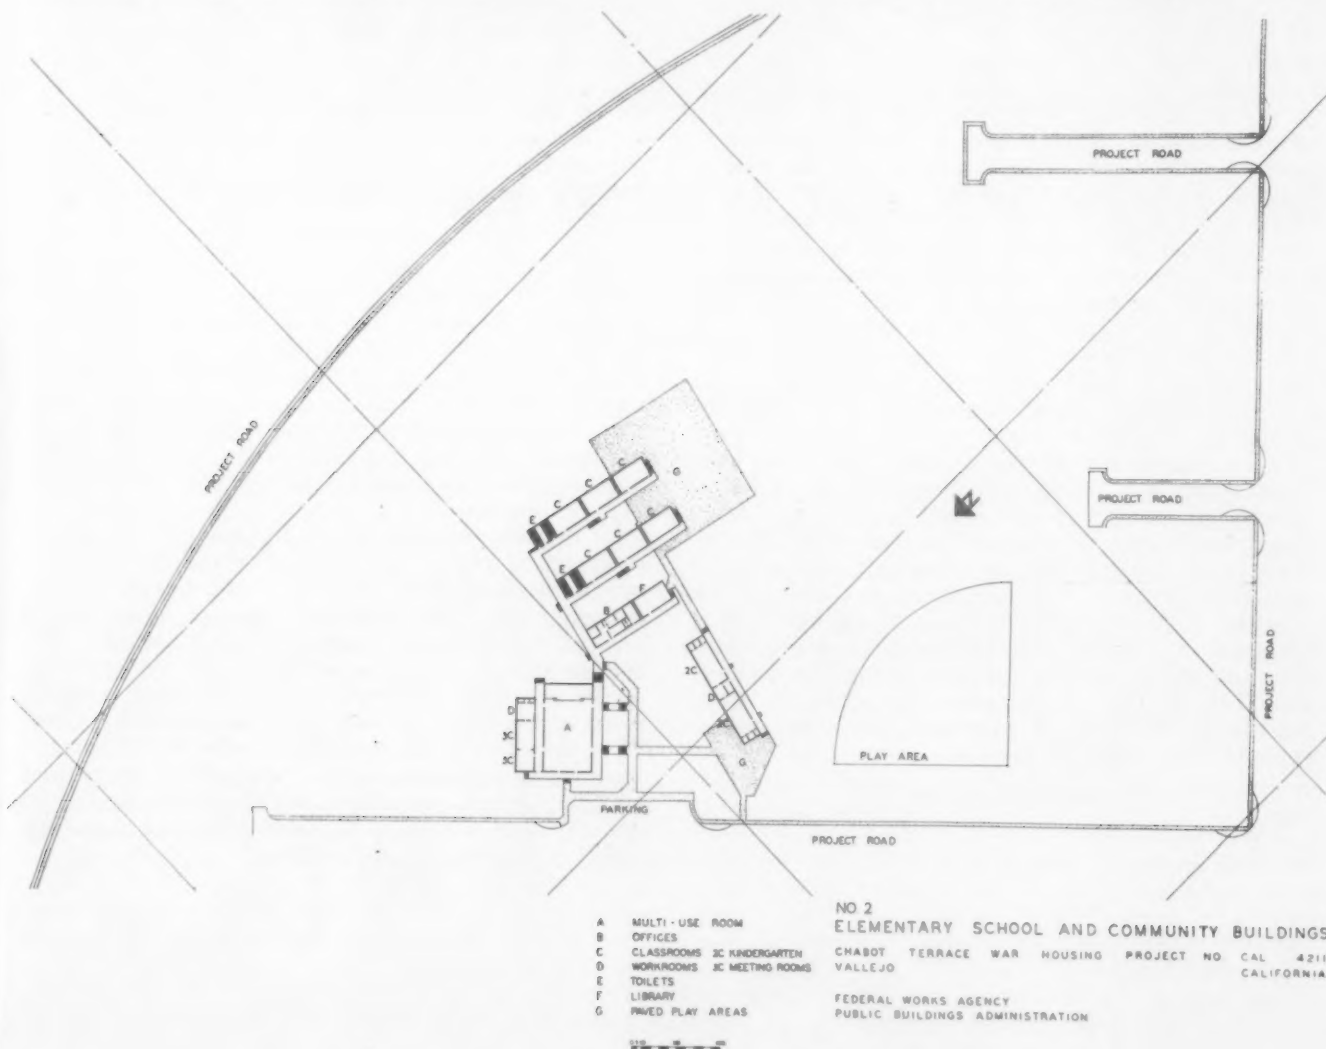 PROJECT ROAD
PROJECT ROAD
PROJECT ROAD
PROJECT ROAD
G
C
C
C
C
E
C
C
C
E
F
B
2C
D
2C
D
3C
3C
A
G
PLAY AREA
PARKING
PROJECT ROAD
NO. 2
ELEMENTARY SCHOOL AND COMMUNITY BUILDINGS
CHABOT TERRACE WAR HOUSING PROJECT NO CAL 4211
VALLEJO CALIFORNIA
FEDERAL WORKS AGENCY
PUBLIC BUILDINGS ADMINISTRATION
A MULTI-USE ROOM
B OFFICES
C CLASSROOMS 2C KINDERGARTEN
D WORKROOMS 3C MEETING ROOMS
E TOILETS
F LIBRARY
G PAVED PLAY AREAS